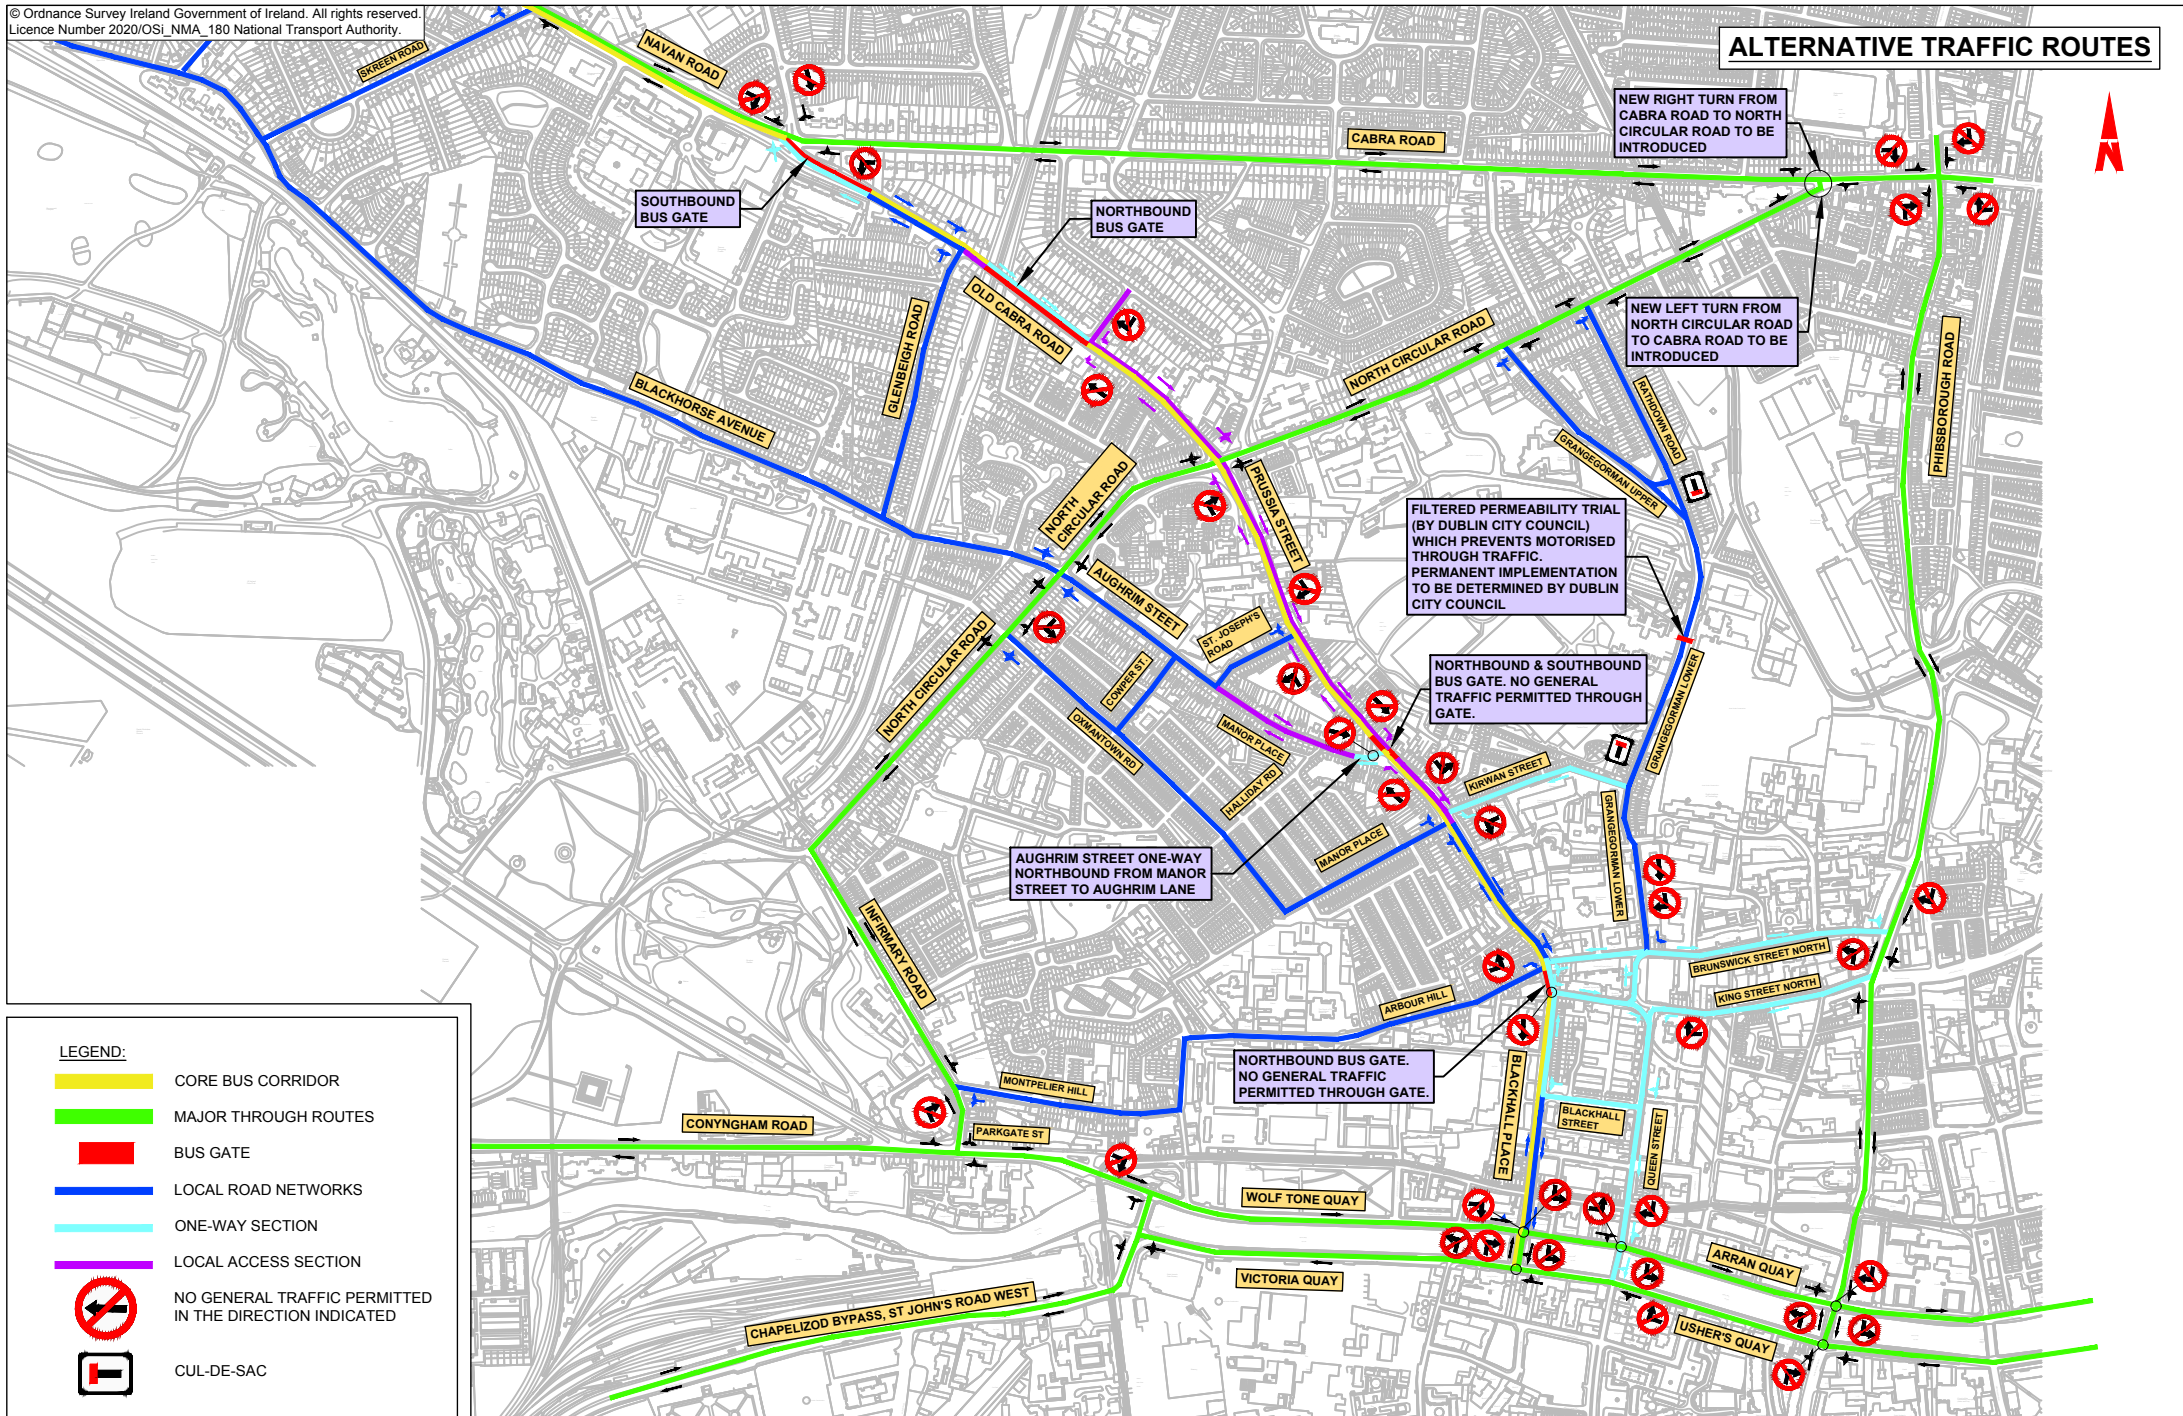 © Ordnance Survey Ireland Government of Ireland. All rights reserved.
Licence Number 2020/OSi_NMA_180 National Transport Authority.
ALTERNATIVE TRAFFIC ROUTES
SKREEN ROAD
NAVAN ROAD
CABRA ROAD
NEW RIGHT TURN FROM
CABRA ROAD TO NORTH
CIRCULAR ROAD TO BE
INTRODUCED
N
SOUTHBOUND
BUS GATE
NORTHBOUND
BUS GATE
OLD CABRA ROAD
GLENBEIGH ROAD
BLACKHORSE AVENUE
NORTH CIRCULAR ROAD
NEW LEFT TURN FROM
NORTH CIRCULAR ROAD
TO CABRA ROAD TO BE
INTRODUCED
PHIBSBOROUGH ROAD
RATHDOWN ROAD
GRANGEGORMAN UPPER
NORTH
CIRCULAR ROAD
PRUSSIA STREET
FILTERED PERMEABILITY TRIAL
(BY DUBLIN CITY COUNCIL)
WHICH PREVENTS MOTORISED
THROUGH TRAFFIC.
PERMANENT IMPLEMENTATION
TO BE DETERMINED BY DUBLIN
CITY COUNCIL
AUGHRIM STEET
ST. JOSEPH'S
ROAD
COWPER ST.
NORTH CIRCULAR ROAD
OXMANTOWN RD
MANOR PLACE
HALLIDAY RD
NORTHBOUND & SOUTHBOUND
BUS GATE. NO GENERAL
TRAFFIC PERMITTED THROUGH
GATE.
GRANGEGORMAN LOWER
KIRWAN STREET
GRANGEGORMAN LOWER
MANOR PLACE
AUGHRIM STREET ONE-WAY
NORTHBOUND FROM MANOR
STREET TO AUGHRIM LANE
INFIRMARY ROAD
BRUNSWICK STREET NORTH
KING STREET NORTH
ARBOUR HILL
NORTHBOUND BUS GATE.
NO GENERAL TRAFFIC
PERMITTED THROUGH GATE.
MONTPELIER HILL
BLACKHALL PLACE
BLACKHALL
STREET
QUEEN STREET
CONYNGHAM ROAD
PARKGATE ST
WOLF TONE QUAY
VICTORIA QUAY
ARRAN QUAY
USHER'S QUAY
CHAPELIZOD BYPASS, ST JOHN'S ROAD WEST
LEGEND:
CORE BUS CORRIDOR
MAJOR THROUGH ROUTES
BUS GATE
LOCAL ROAD NETWORKS
ONE-WAY SECTION
LOCAL ACCESS SECTION
NO GENERAL TRAFFIC PERMITTED
IN THE DIRECTION INDICATED
CUL-DE-SAC